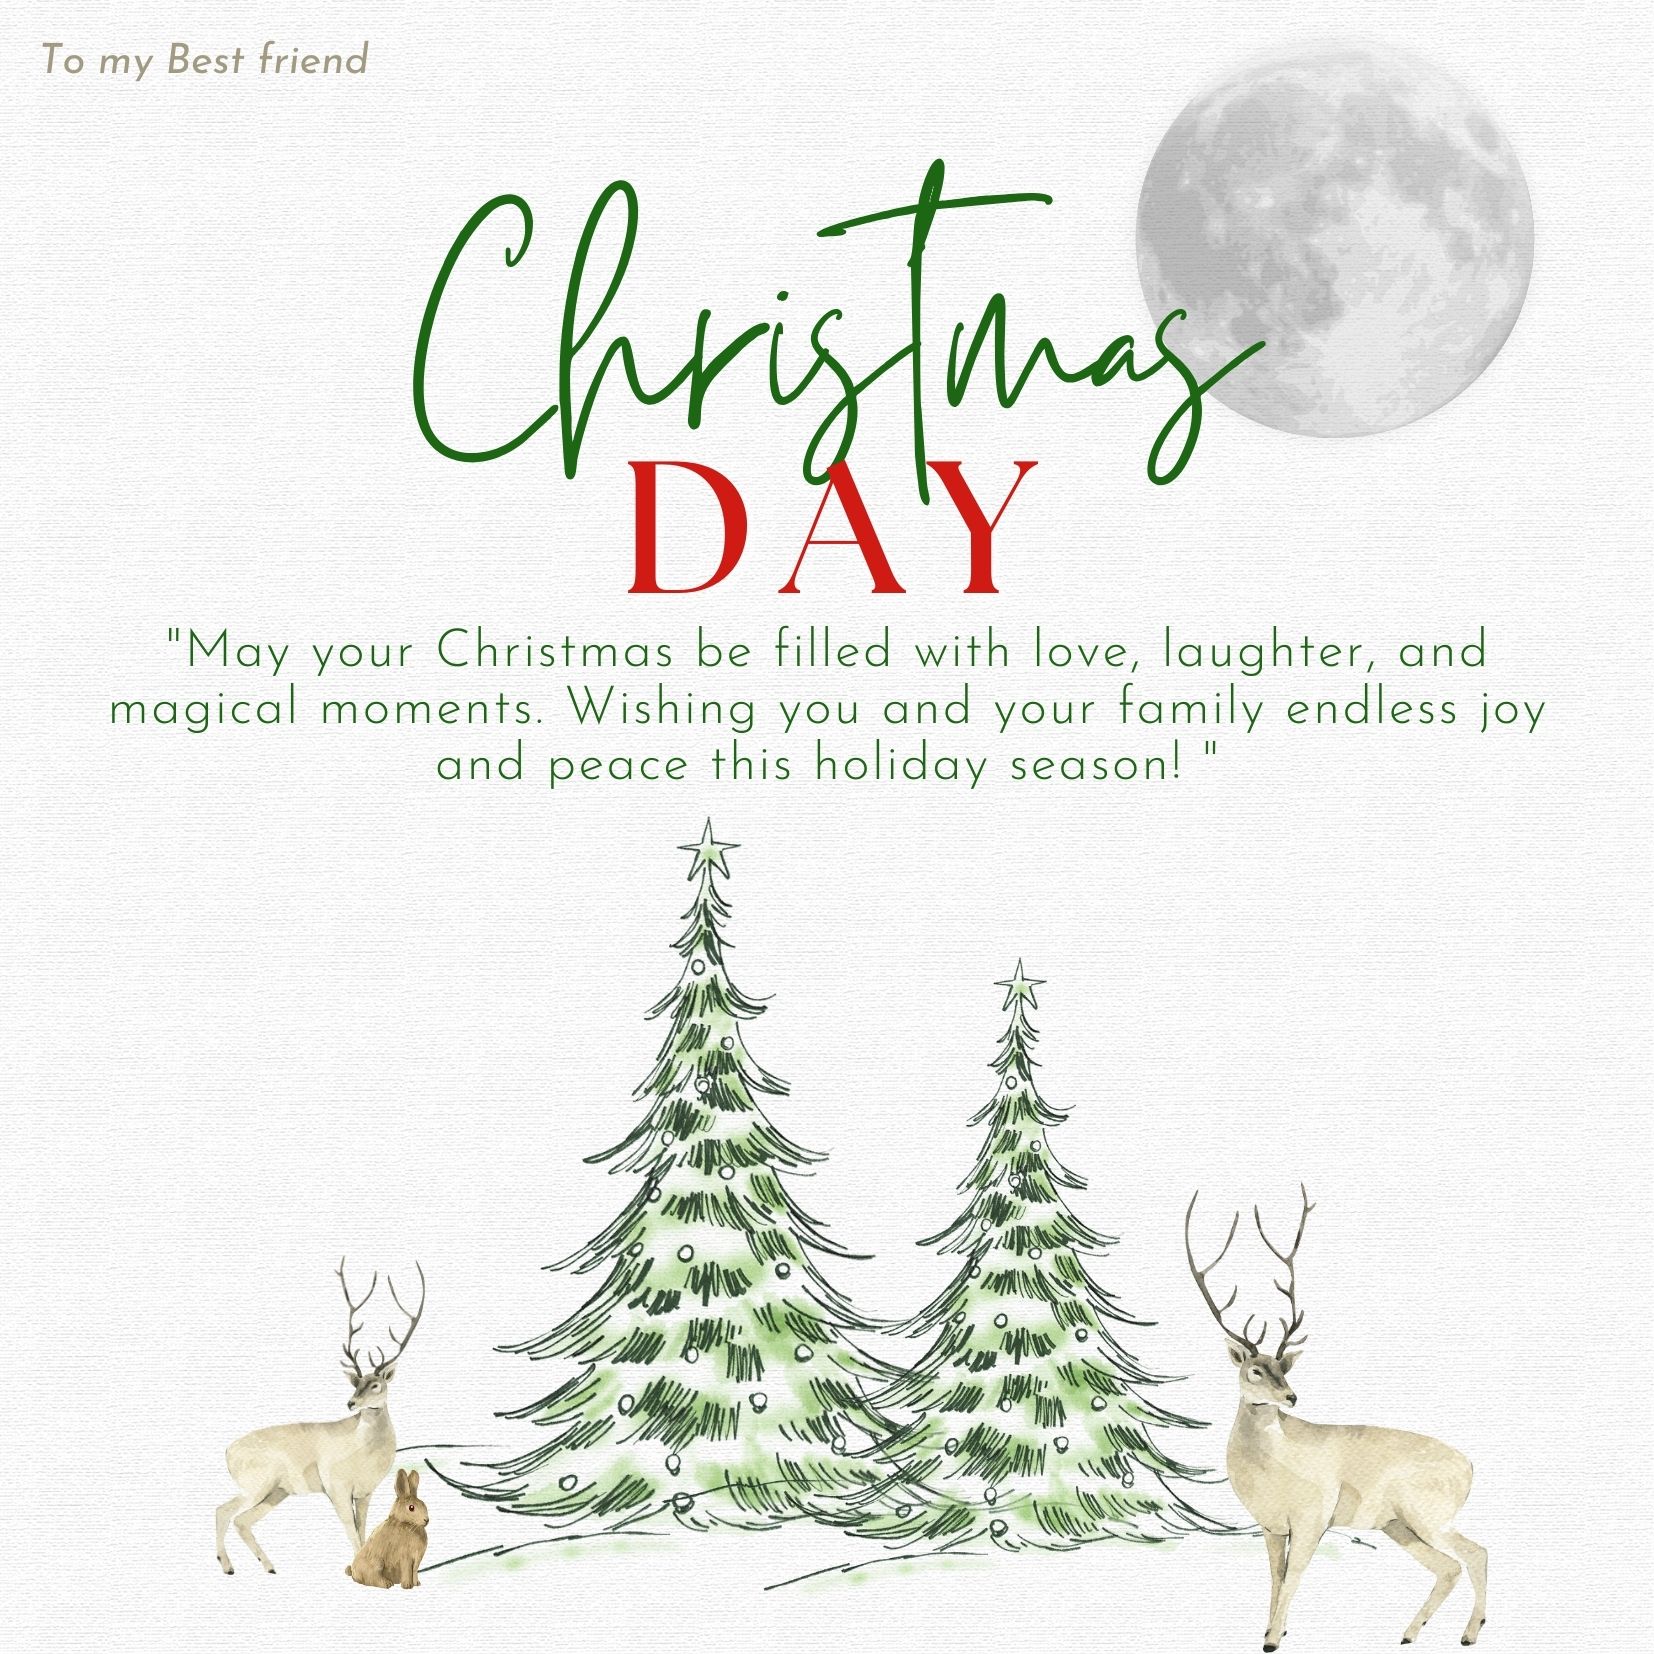 To my Best friend
Christmas
DAY
"May your Christmas be filled with love, laughter, and
magical moments. Wishing you and your family endless joy
and peace this holiday season! "